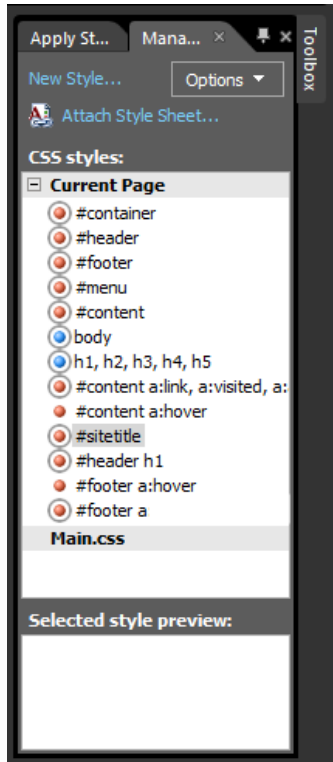 Apply St... Mana...
Toolbox
New Style... Options
Attach Style Sheet...
CSS styles:
Current Page
#container
#header
#footer
#menu
#content
body
h1, h2, h3, h4, h5
#content a:link, a:visited, a:
#content a:hover
#sitetitle
#header h1
#footer a:hover
#footer a
Main.css
Selected style preview: